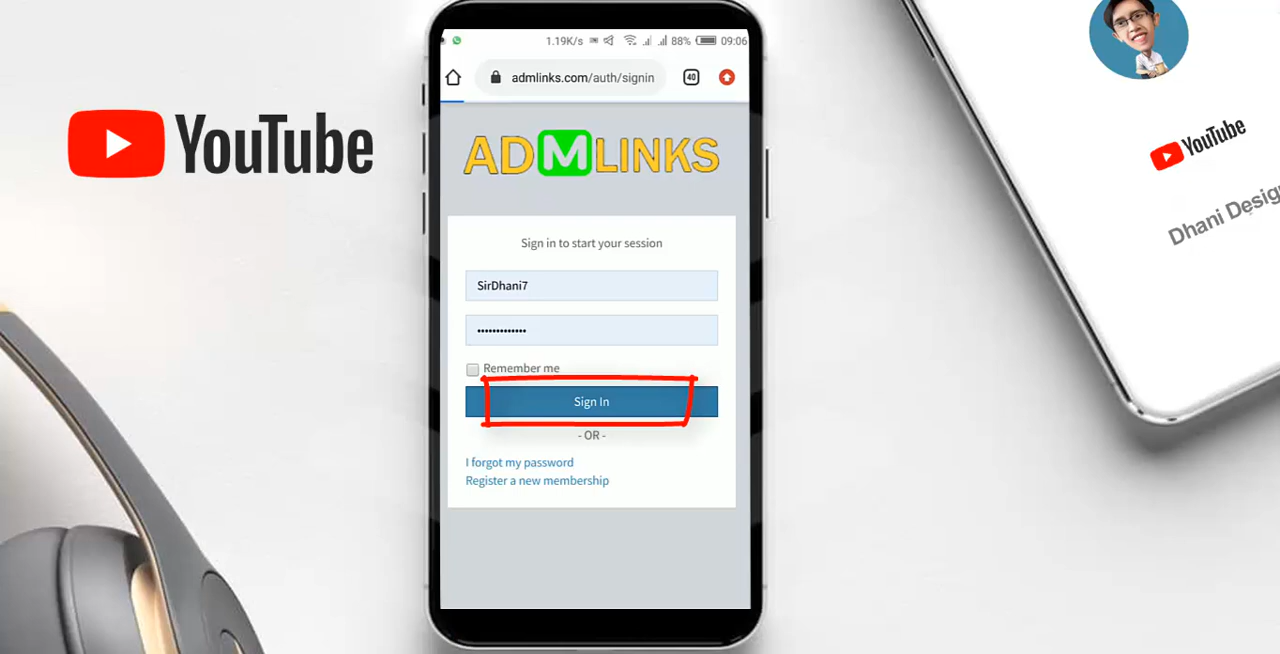 YouTube
1.19K/s 88% 09:06
admlinks.com/auth/signin 40
ADMLINKS
Sign in to start your session
SirDhani7
•••••••••••••
Remember me
Sign In
- OR -
I forgot my password
Register a new membership
YouTube
Dhani Design